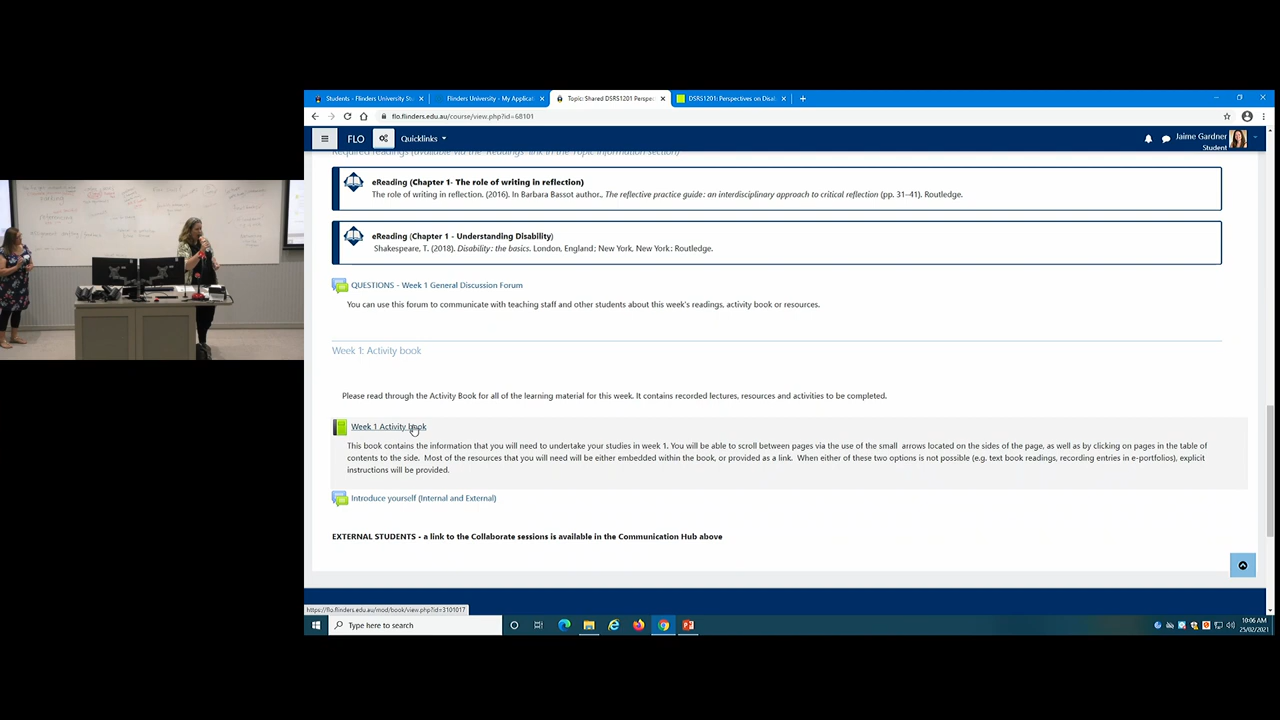 Students - Flinders University St
Flinders University - My Applicat
Topic: Shared DSRS1201 Perspe
DSRS1201: Perspectives on Disa
flo.flinders.edu.au/course/view.php?id=68101
FLO
Quicklinks
Jaime Gardner
Student
Required readings (available via the 'Readings' link in the Topic Information section)
eReading (Chapter 1- The role of writing in reflection)
The role of writing in reflection. (2016). In Barbara Bassot author., The reflective practice guide: an interdisciplinary approach to critical reflection (pp. 31–41). Routledge.
eReading (Chapter 1 - Understanding Disability)
Shakespeare, T. (2018). Disability: the basics. London, England; New York, New York: Routledge.
QUESTIONS - Week 1 General Discussion Forum
You can use this forum to communicate with teaching staff and other students about this week's readings, activity book or resources.
Week 1: Activity book
Please read through the Activity Book for all of the learning material for this week. It contains recorded lectures, resources and activities to be completed.
Week 1 Activity book
This book contains the information that you will need to undertake your studies in week 1. You will be able to scroll between pages via the use of the small arrows located on the sides of the page, as well as by clicking on pages in the table of
contents to the side. Most of the resources that you will need will be either embedded within the book, or provided as a link. When either of these two options is not possible (e.g. text book readings, recording entries in e-portfolios), explicit
instructions will be provided.
Introduce yourself (Internal and External)
EXTERNAL STUDENTS - a link to the Collaborate sessions is available in the Communication Hub above
https://flo.flinders.edu.au/mod/book/view.php?id=3101017
Type here to search
10:06 AM
25/02/2021